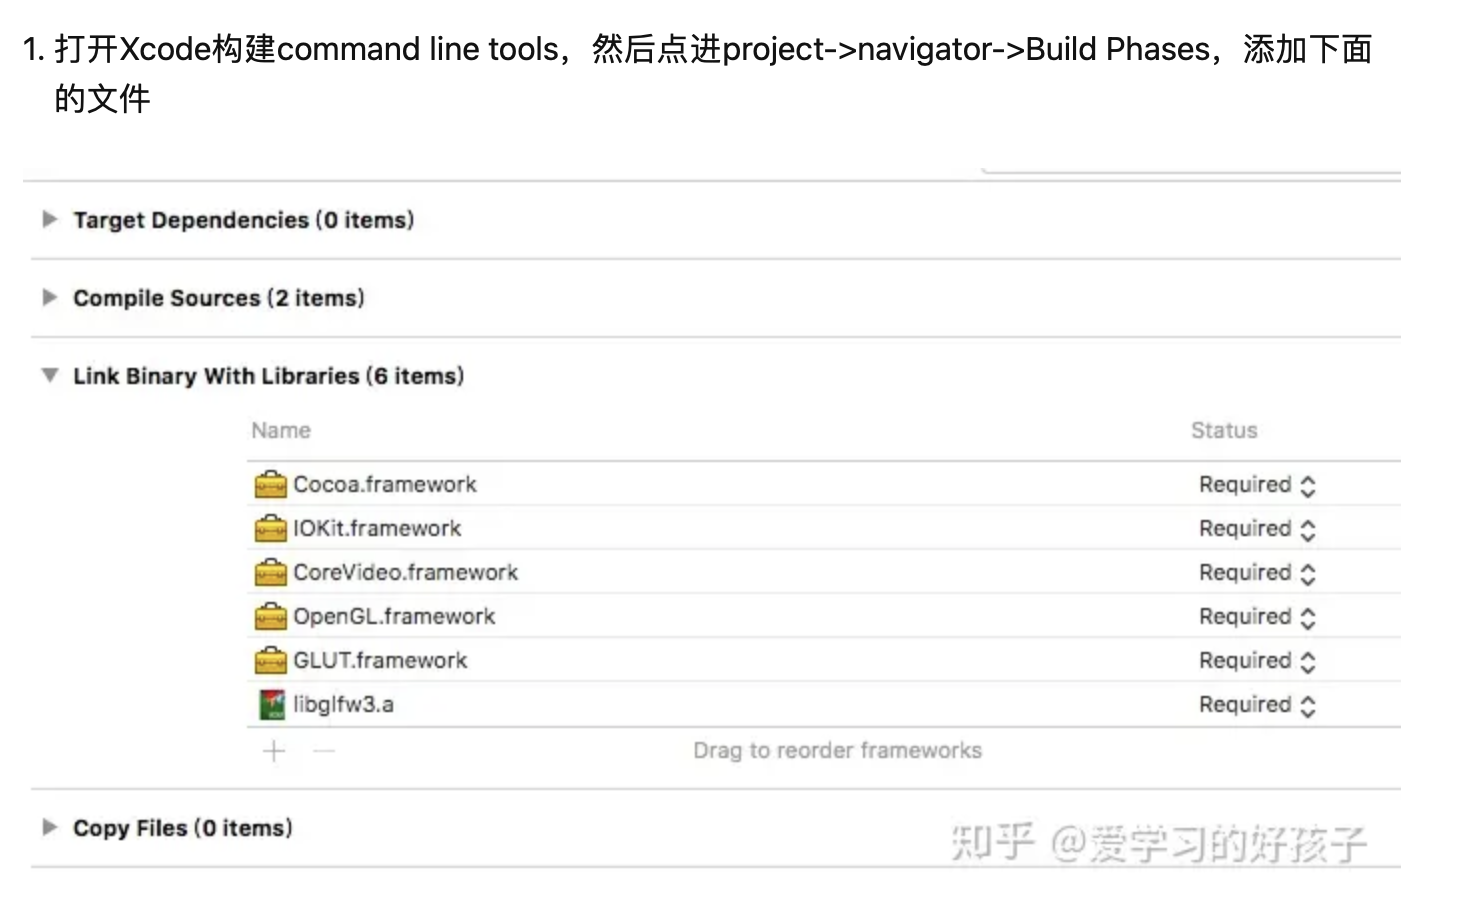 1. 打开Xcode构建command line tools，然后点进project->navigator->Build Phases，添加下面
的文件
Target Dependencies (0 items)
Compile Sources (2 items)
Link Binary With Libraries (6 items)
Name Status
Cocoa.framework Required
IOKit.framework Required
CoreVideo.framework Required
OpenGL.framework Required
GLUT.framework Required
libglfw3.a Required
Drag to reorder frameworks
Copy Files (0 items)
知乎 @爱学习的好孩子